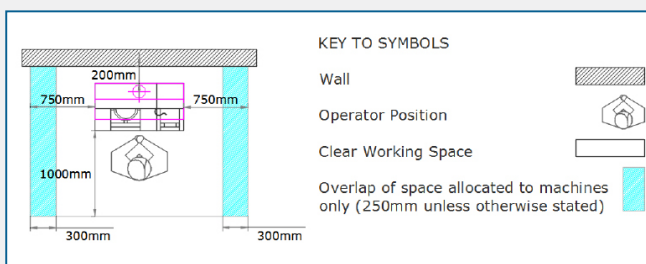 KEY TO SYMBOLS
Wall
Operator Position
Clear Working Space
Overlap of space allocated to machines
only (250mm unless otherwise stated)
200mm
750mm
750mm
1000mm
300mm
300mm